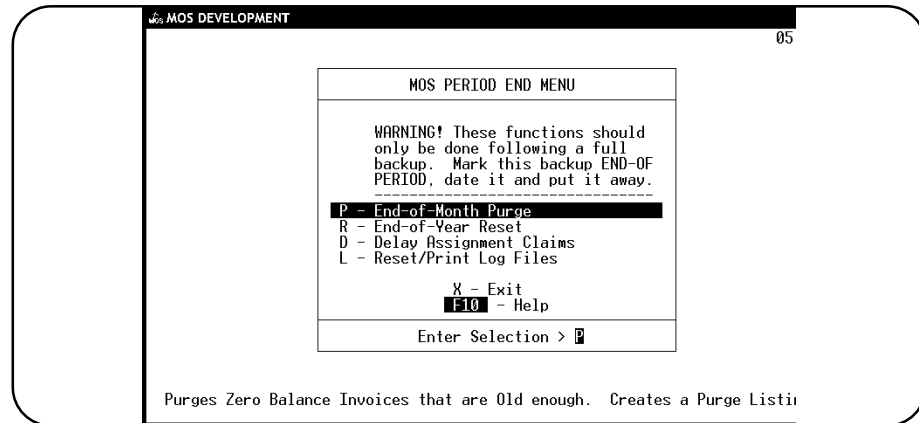 MOS MOS DEVELOPMENT
05
MOS PERIOD END MENU
WARNING! These functions should
only be done following a full
backup. Mark this backup END-OF
PERIOD, date it and put it away.
--------------------------------
P - End-of-Month Purge
R - End-of-Year Reset
D - Delay Assignment Claims
L - Reset/Print Log Files
X - Exit
F10 - Help
Enter Selection > P
Purges Zero Balance Invoices that are Old enough. Creates a Purge Listi